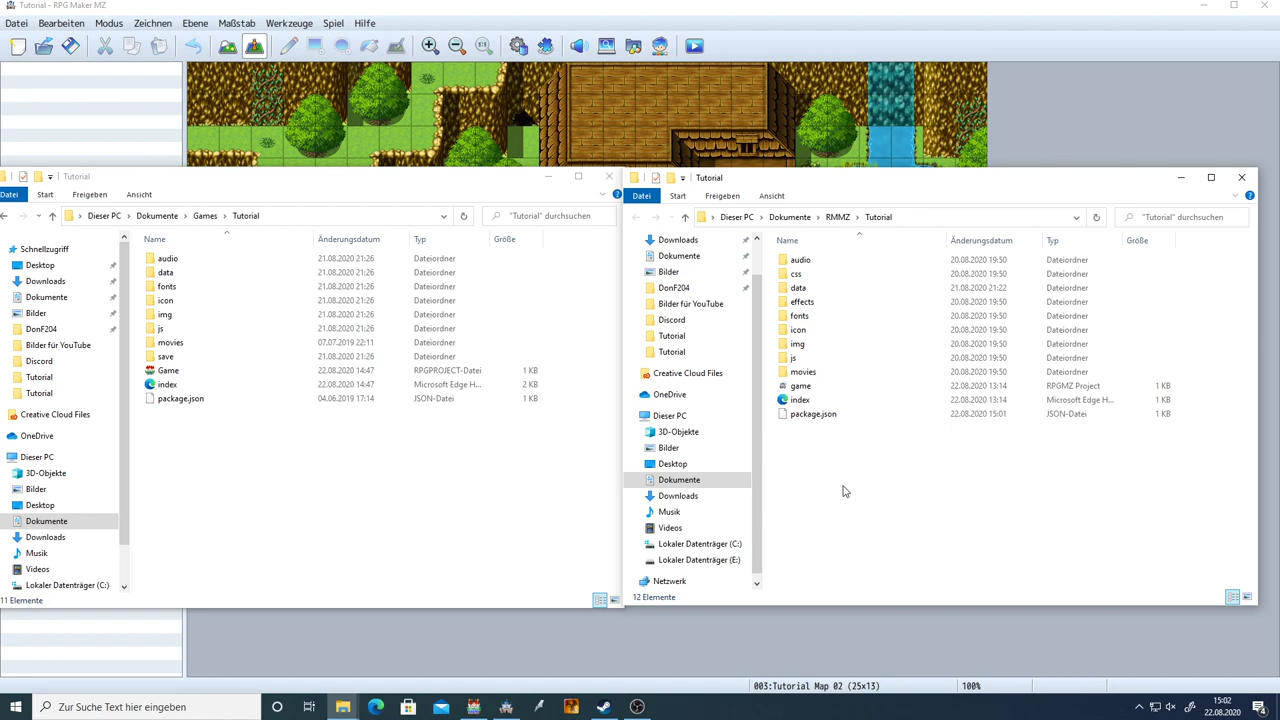 Tutorial - RPG Maker MZ
Datei Bearbeiten Modus Zeichnen Ebene Maßstab Werkzeuge Spiel Hilfe
Tutorial
Datei Start Freigeben Ansicht
Dieser PC Dokumente Games Tutorial
"Tutorial" durchsuchen
Name Änderungsdatum Typ Größe
Schnellzugriff
Desktop
Downloads
Dokumente
Bilder
DonF204
Bilder für YouTube
Discord
Tutorial
Tutorial
Creative Cloud Files
OneDrive
Dieser PC
3D-Objekte
Bilder
Desktop
Dokumente
Downloads
Musik
Videos
Lokaler Datenträger (C:)
audio 21.08.2020 21:26 Dateiordner
data 21.08.2020 21:26 Dateiordner
fonts 21.08.2020 21:26 Dateiordner
icon 21.08.2020 21:26 Dateiordner
img 21.08.2020 21:26 Dateiordner
js 21.08.2020 21:26 Dateiordner
movies 07.07.2019 22:11 Dateiordner
save 21.08.2020 21:26 Dateiordner
Game 22.08.2020 14:47 RPGPROJECT-Datei 1 KB
index 22.08.2020 14:47 Microsoft Edge H... 2 KB
package.json 04.06.2019 17:14 JSON-Datei 1 KB
11 Elemente
Tutorial
Datei Start Freigeben Ansicht
Dieser PC Dokumente RMMZ Tutorial
"Tutorial" durchsuchen
Name Änderungsdatum Typ Größe
Downloads
Dokumente
Bilder
DonF204
Bilder für YouTube
Discord
Tutorial
Tutorial
Creative Cloud Files
OneDrive
Dieser PC
3D-Objekte
Bilder
Desktop
Dokumente
Downloads
Musik
Videos
Lokaler Datenträger (C:)
Lokaler Datenträger (E:)
Netzwerk
audio 20.08.2020 19:50 Dateiordner
css 20.08.2020 19:50 Dateiordner
data 21.08.2020 21:22 Dateiordner
effects 20.08.2020 19:50 Dateiordner
fonts 20.08.2020 19:50 Dateiordner
icon 20.08.2020 19:50 Dateiordner
img 20.08.2020 19:50 Dateiordner
js 20.08.2020 19:50 Dateiordner
movies 20.08.2020 19:50 Dateiordner
game 22.08.2020 13:14 RPGMZ Project 1 KB
index 22.08.2020 13:14 Microsoft Edge H... 1 KB
package.json 22.08.2020 15:01 JSON-Datei 1 KB
12 Elemente
003:Tutorial Map 02 (25×13) 100%
Zur Suche Text hier eingeben
15:02
22.08.2020
4